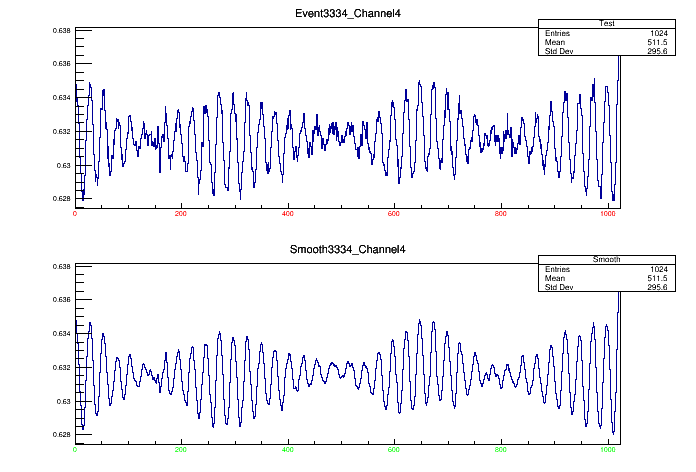 Event3334_Channel4
Test
Entries 1024
Mean 511.5
Std Dev 295.6
0.638
0.636
0.634
0.632
0.63
0.628
0 200 400 600 800 1000
Smooth3334_Channel4
Smooth
Entries 1024
Mean 511.5
Std Dev 295.6
0.638
0.636
0.634
0.632
0.63
0.628
0 200 400 600 800 1000